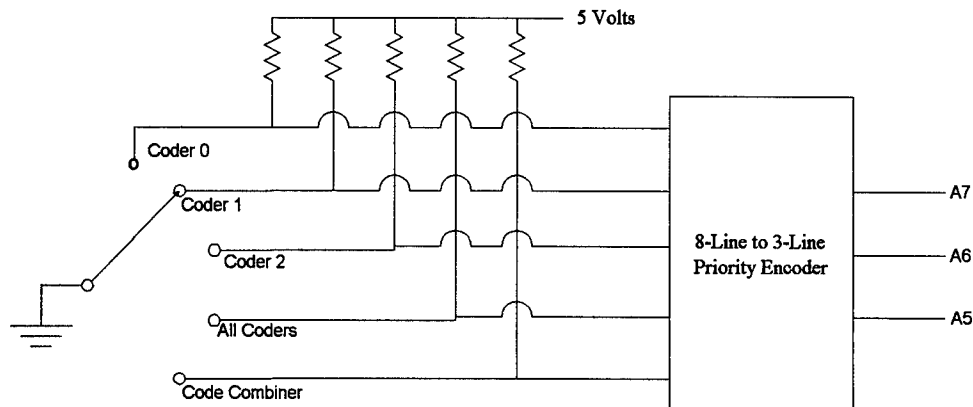 5 Volts
Coder 0
Coder 1
Coder 2
All Coders
Code Combiner
8-Line to 3-Line
Priority Encoder
A7
A6
A5